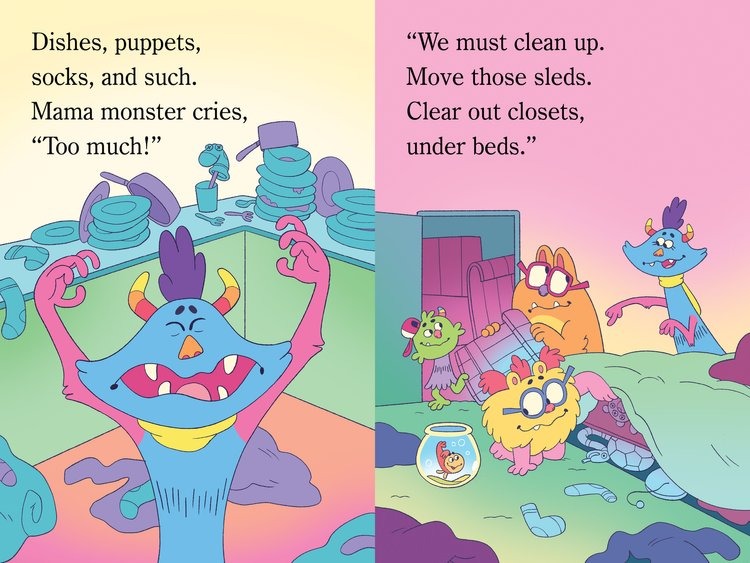 Dishes, puppets,
socks, and such.
Mama monster cries,
“Too much!”
“We must clean up.
Move those sleds.
Clear out closets,
under beds.”